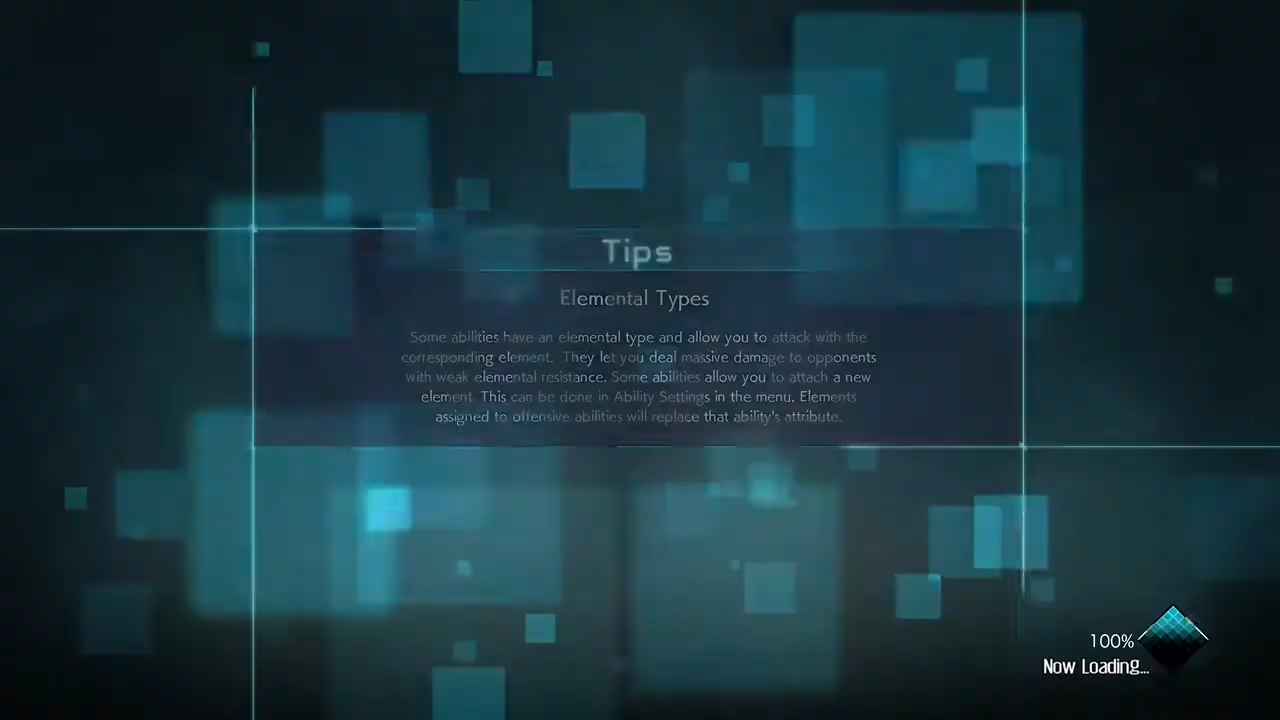 Tips
Elemental Types
Some abilities have an elemental type and allow you to attack with the
corresponding element.  They let you deal massive damage to opponents
with weak elemental resistance. Some abilities allow you to attach a new
element. This can be done in Ability Settings in the menu. Elements
assigned to offensive abilities will replace that ability's attribute.
100%
Now Loading...